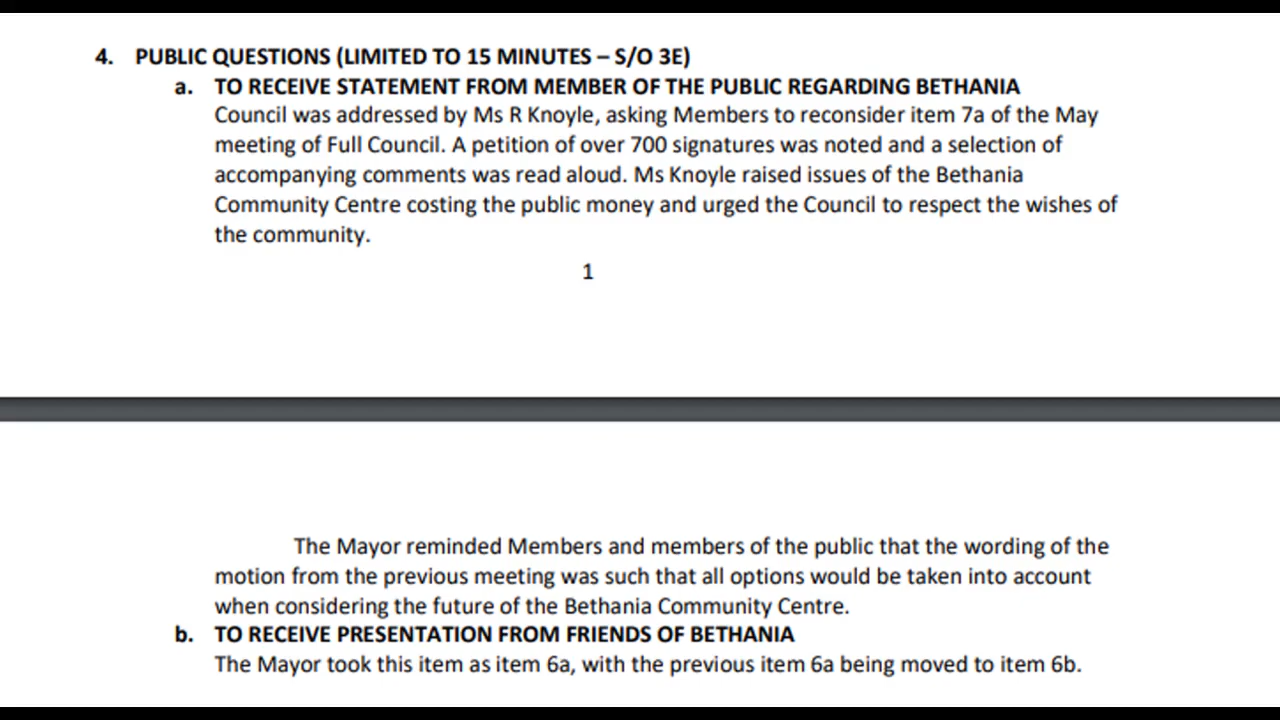 4. PUBLIC QUESTIONS (LIMITED TO 15 MINUTES – S/O 3E)
a. TO RECEIVE STATEMENT FROM MEMBER OF THE PUBLIC REGARDING BETHANIA
Council was addressed by Ms R Knoyle, asking Members to reconsider item 7a of the May
meeting of Full Council. A petition of over 700 signatures was noted and a selection of
accompanying comments was read aloud. Ms Knoyle raised issues of the Bethania
Community Centre costing the public money and urged the Council to respect the wishes of
the community.
1
The Mayor reminded Members and members of the public that the wording of the
motion from the previous meeting was such that all options would be taken into account
when considering the future of the Bethania Community Centre.
b. TO RECEIVE PRESENTATION FROM FRIENDS OF BETHANIA
The Mayor took this item as item 6a, with the previous item 6a being moved to item 6b.